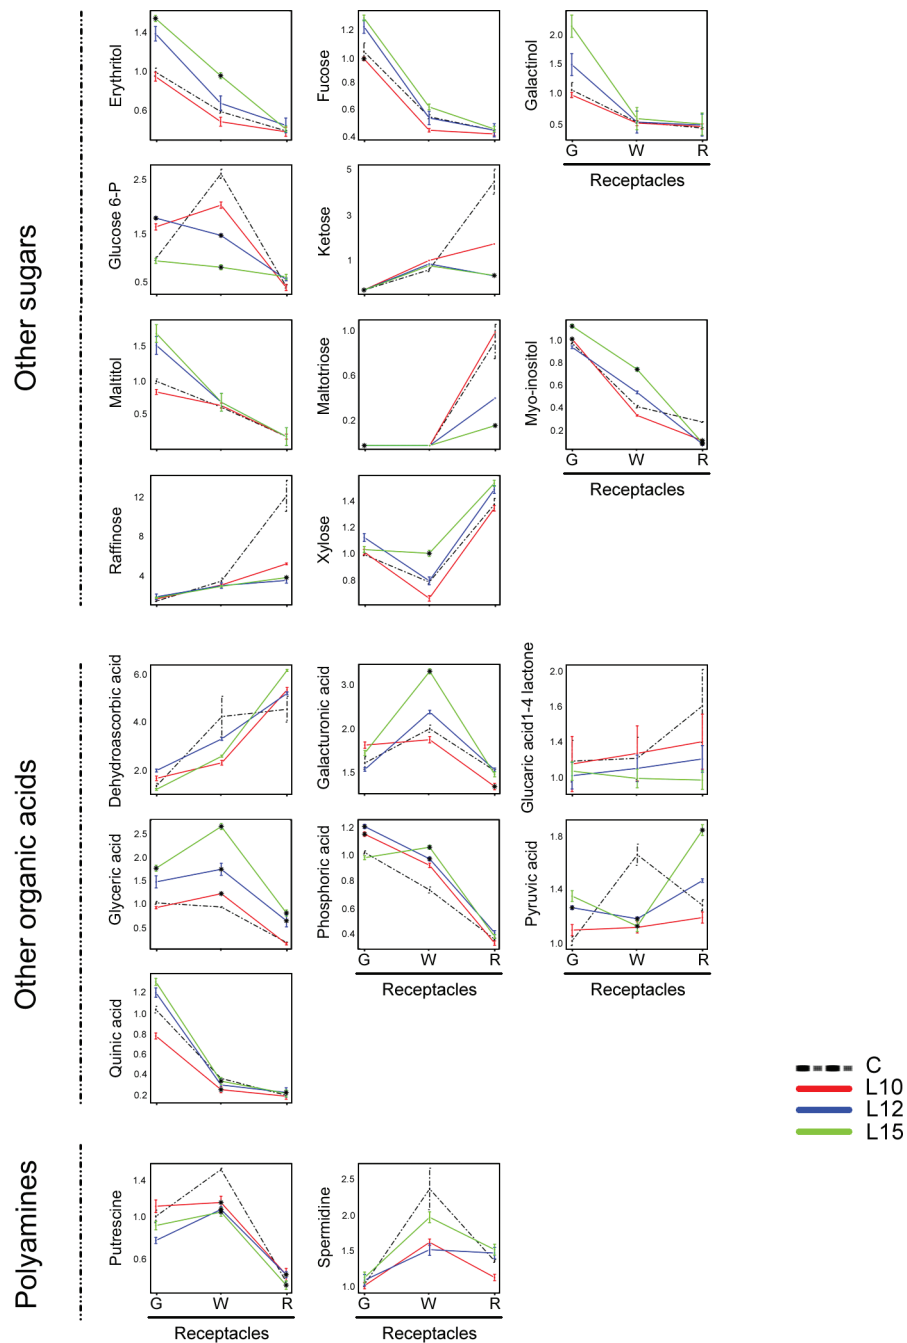 Other sugars
Erythritol
1.4
1.0
0.6
Fucose
1.2
1.0
0.8
0.6
0.4
Galactinol
2.0
1.5
1.0
0.5
G W R
Receptacles
Glucose 6-P
2.5
1.5
0.5
Ketose
5
3
1
Maltitol
1.5
1.0
0.5
Maltotriose
1.0
0.6
0.2
Myo-inositol
1.0
0.8
0.6
0.4
0.2
G W R
Receptacles
Raffinose
12
8
4
Xylose
1.4
1.2
1.0
0.8
Other organic acids
Dehydroascorbic acid
6.0
4.0
2.0
Galacturonic acid
3.0
2.0
1.5
Glucaric acid1-4 lactone
2.0
1.4
1.0
Glyceric acid
2.5
2.0
1.5
1.0
0.5
Phosphoric acid
1.2
1.0
0.8
0.6
0.4
G W R
Receptacles
Pyruvic acid
1.8
1.4
1.0
G W R
Receptacles
Quinic acid
1.2
1.0
0.8
0.6
0.4
0.2
C
L10
L12
L15
Polyamines
Putrescine
1.4
1.0
0.6
G W R
Receptacles
Spermidine
2.5
2.0
1.5
1.0
G W R
Receptacles